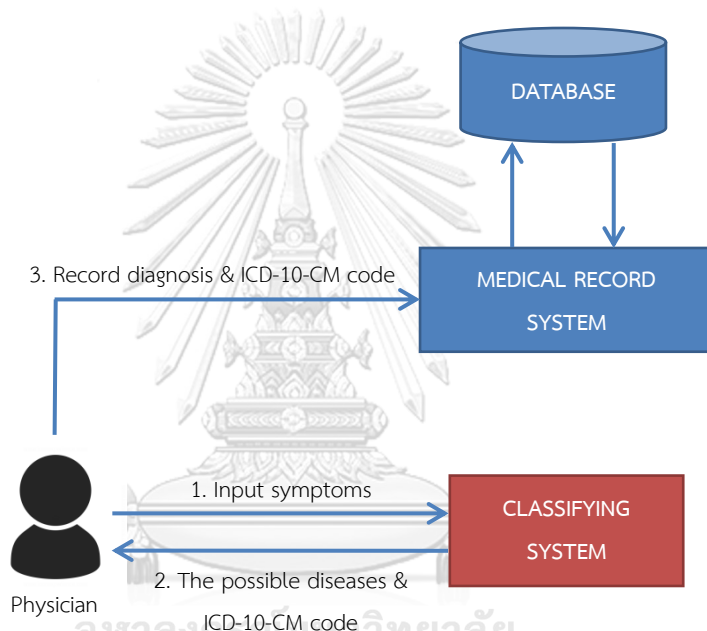 DATABASE
3. Record diagnosis & ICD-10-CM code
MEDICAL RECORD
SYSTEM
1. Input symptoms
CLASSIFYING
SYSTEM
2. The possible diseases &
ICD-10-CM code
Physician